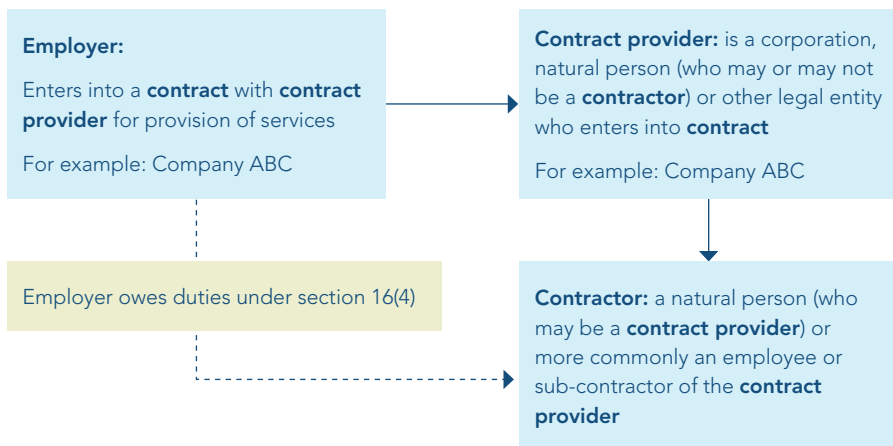 Employer:
Enters into a contract with contract
provider for provision of services
For example: Company ABC
Contract provider: is a corporation,
natural person (who may or may not
be a contractor) or other legal entity
who enters into contract
For example: Company ABC
Employer owes duties under section 16(4)
Contractor: a natural person (who
may be a contract provider) or
more commonly an employee or
sub-contractor of the contract
provider